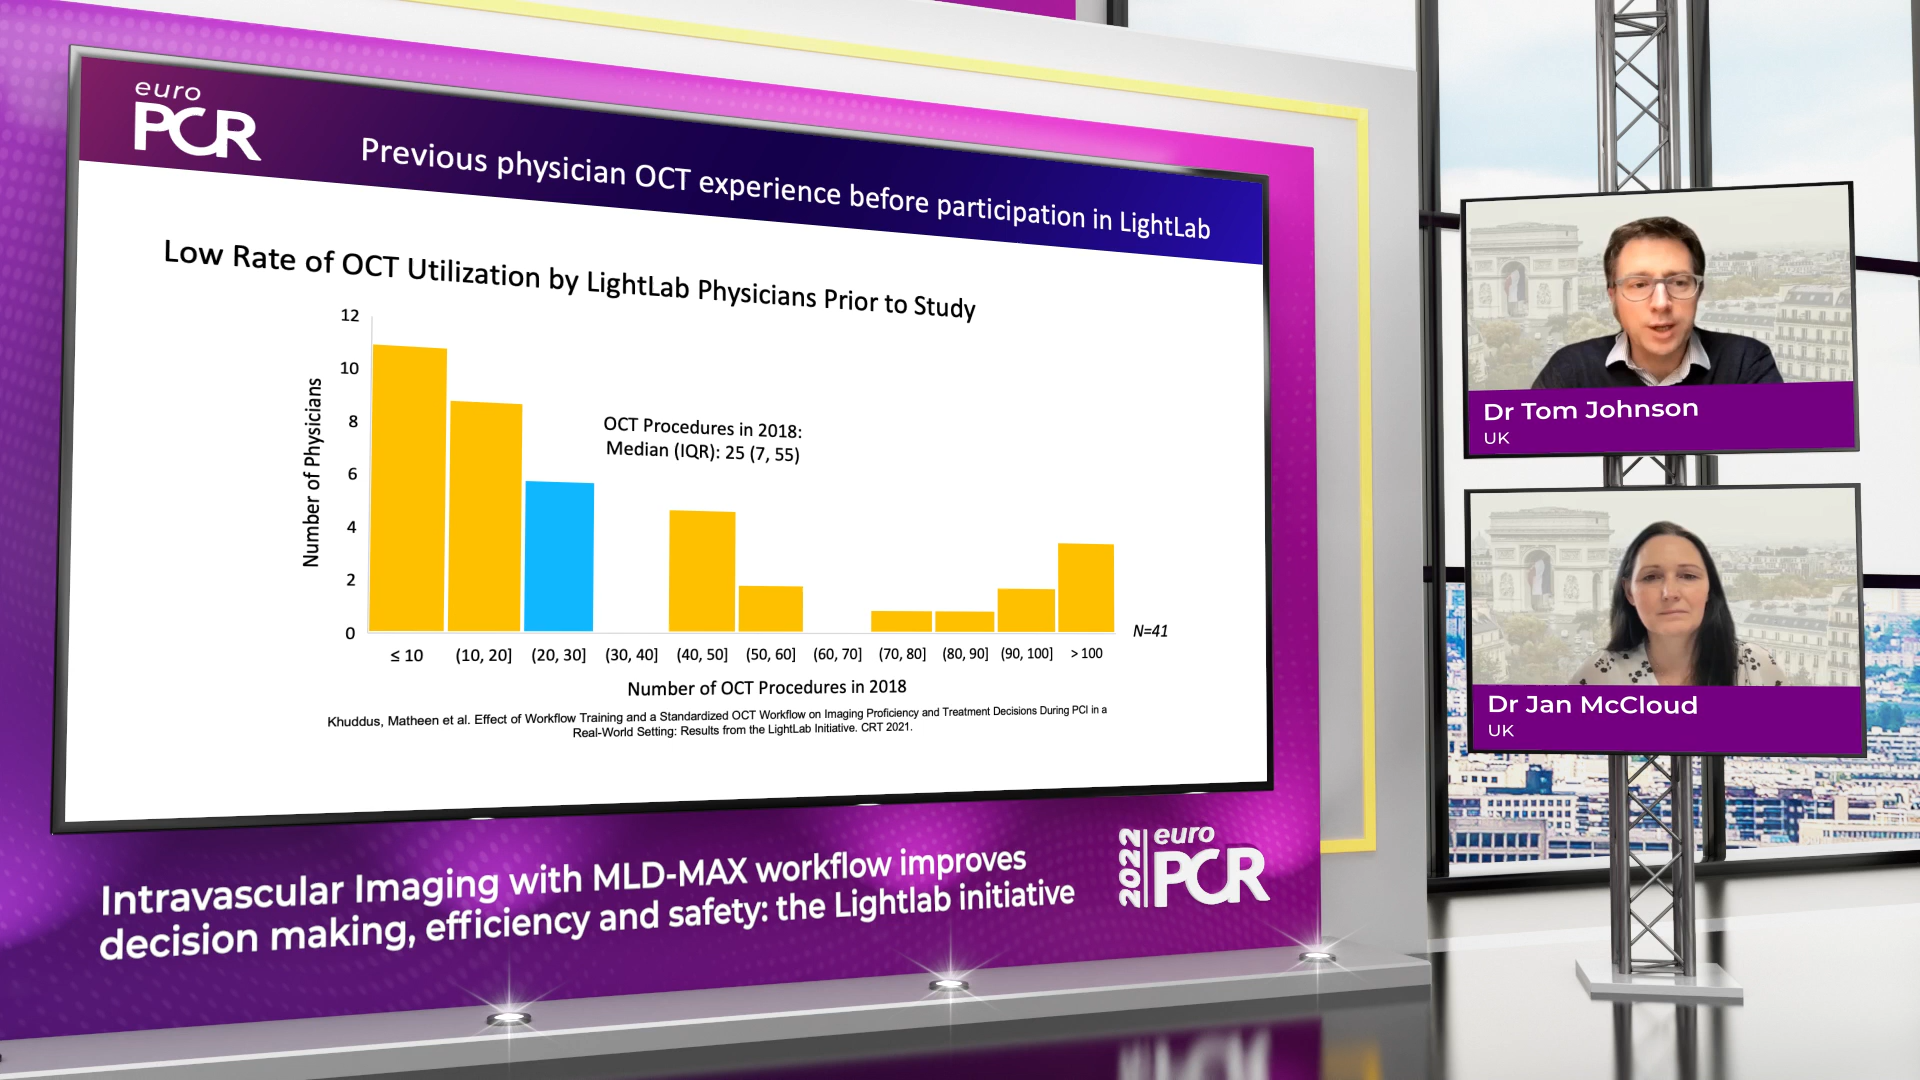 euro
PCR
Previous physician OCT experience before participation in LightLab
Low Rate of OCT Utilization by LightLab Physicians Prior to Study
12
10
8
6
4
2
0
Number of Physicians
OCT Procedures in 2018:
Median (IQR): 25 (7, 55)
N=41
≤ 10 (10, 20] (20, 30] (30, 40] (40, 50] (50, 60] (60, 70] (70, 80] (80, 90] (90, 100] > 100
Number of OCT Procedures in 2018
Khuddus, Matheen et al. Effect of Workflow Training and a Standardized OCT Workflow on Imaging Proficiency and Treatment Decisions During PCI in a
Real-World Setting: Results from the LightLab Initiative. CRT 2021.
Dr Tom Johnson
UK
Dr Jan McCloud
UK
Intravascular Imaging with MLD-MAX workflow improves
decision making, efficiency and safety: the Lightlab initiative
2022
euro
PCR